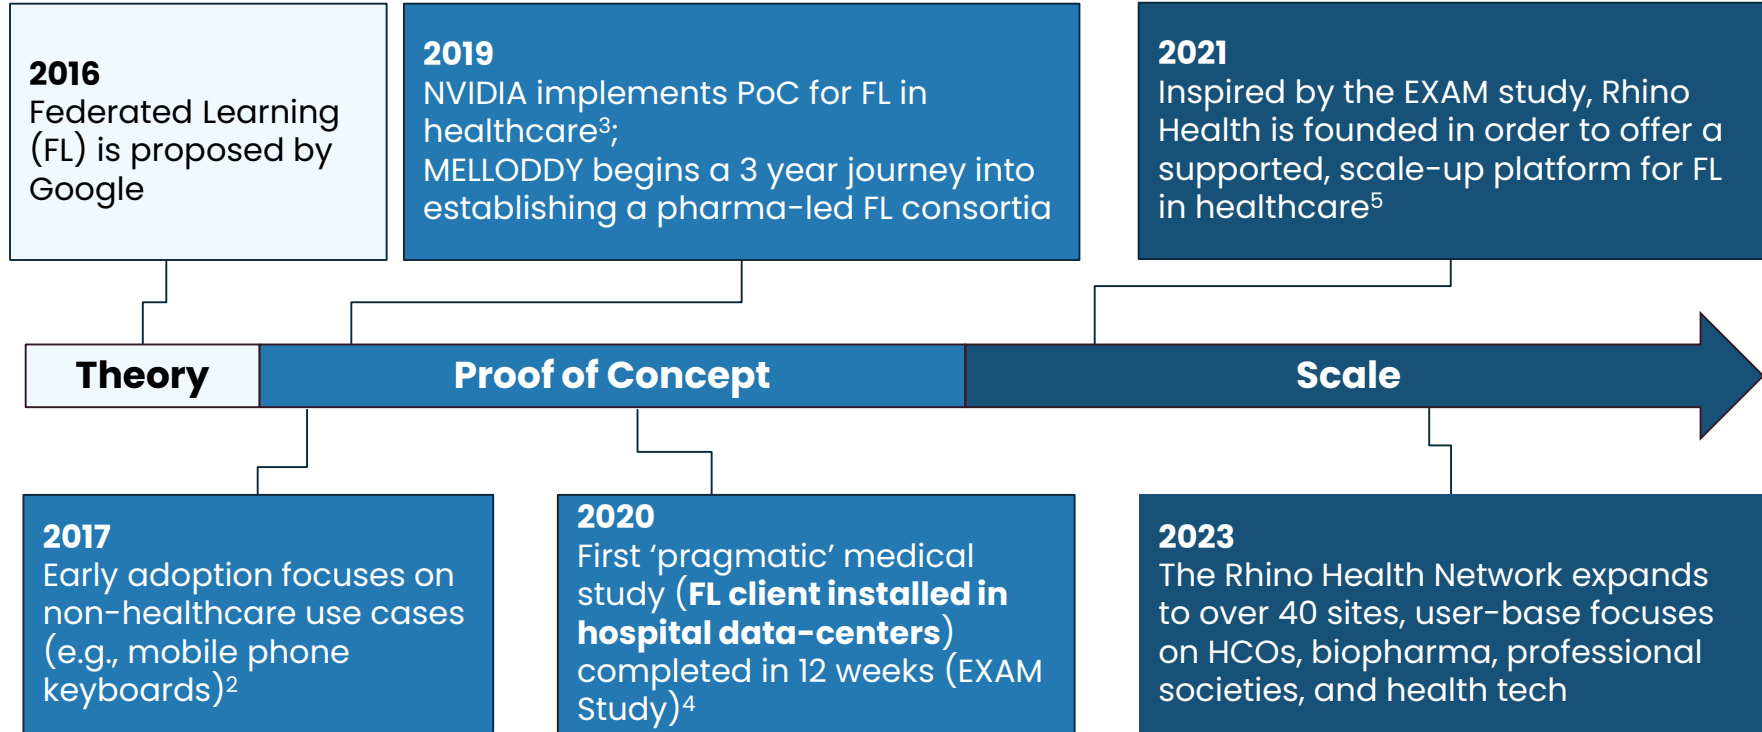 2016
Federated Learning
(FL) is proposed by
Google
2019
NVIDIA implements PoC for FL in
healthcare³;
MELLODDY begins a 3 year journey into
establishing a pharma-led FL consortia
2021
Inspired by the EXAM study, Rhino
Health is founded in order to offer a
supported, scale-up platform for FL
in healthcare⁵
Theory
Proof of Concept
Scale
2017
Early adoption focuses on
non-healthcare use cases
(e.g., mobile phone
keyboards)²
2020
First ‘pragmatic’ medical
study (FL client installed in
hospital data-centers)
completed in 12 weeks (EXAM
Study)⁴
2023
The Rhino Health Network expands
to over 40 sites, user-base focuses
on HCOs, biopharma, professional
societies, and health tech